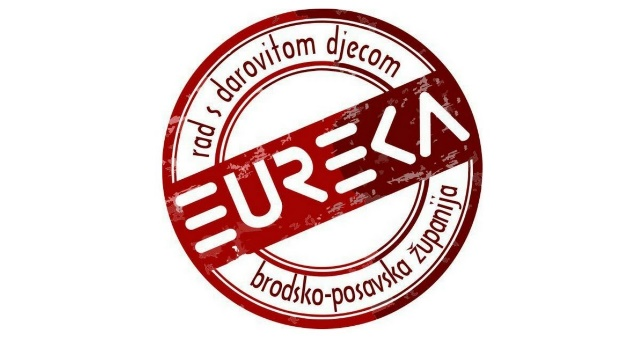 rad s darovitom djecom
EUREKA
brodsko-posavska županija